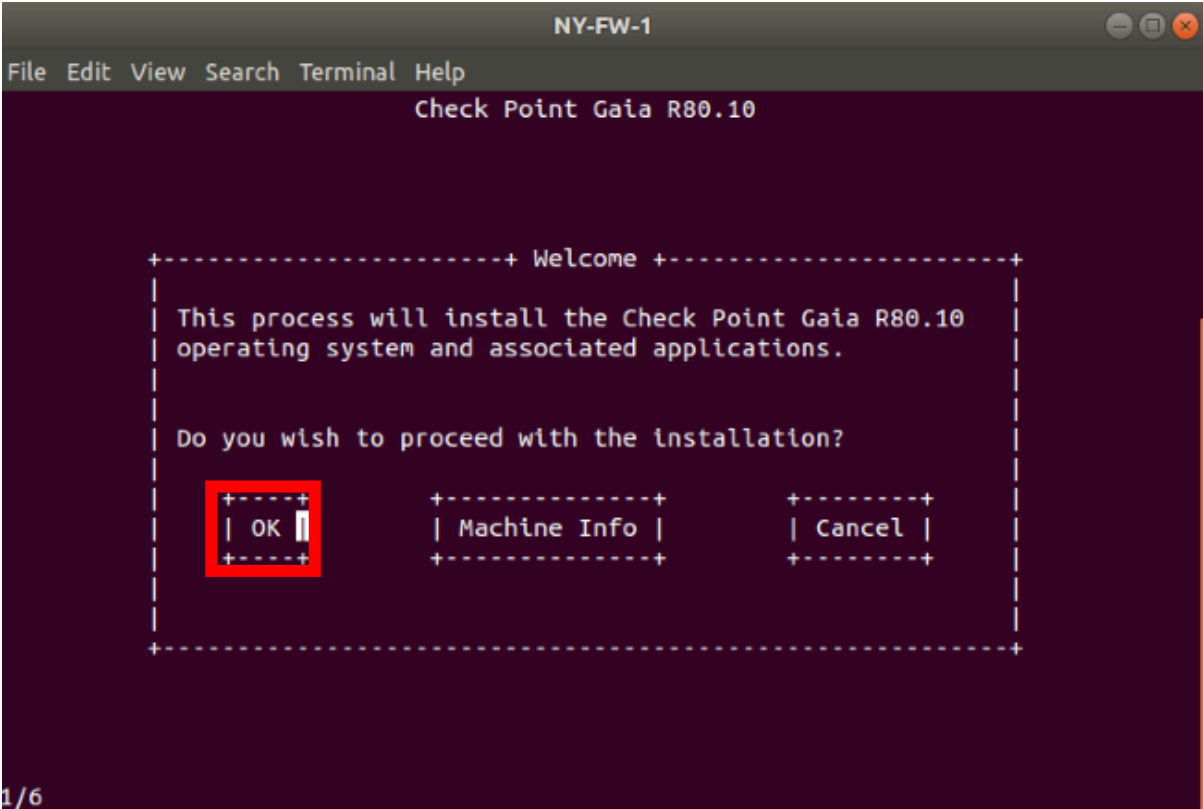 NY-FW-1
File Edit View Search Terminal Help
Check Point Gaia R80.10
Welcome
This process will install the Check Point Gaia R80.10
operating system and associated applications.
Do you wish to proceed with the installation?
OK Machine Info Cancel
1/6